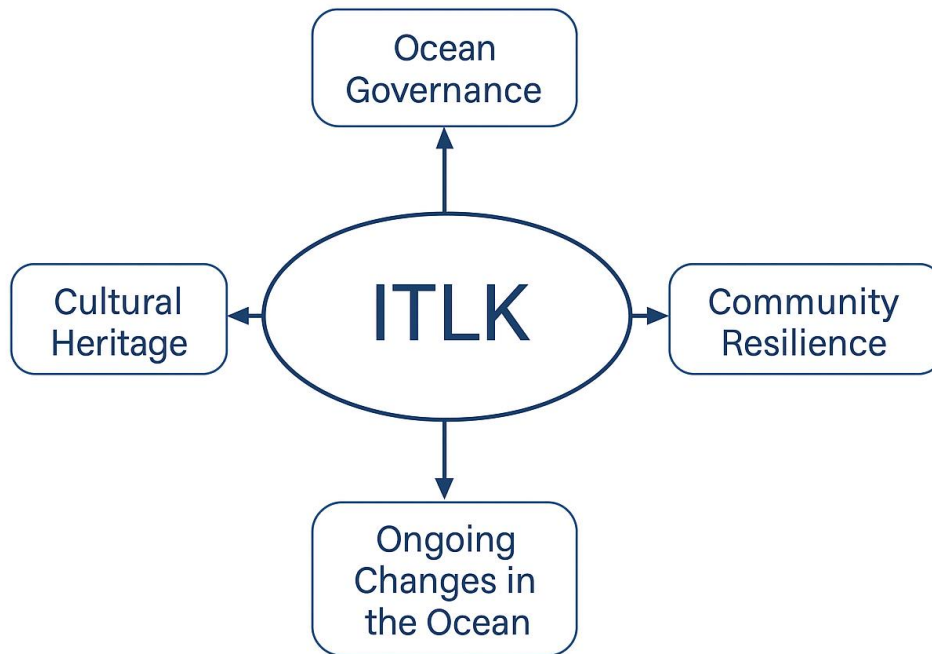 Ocean
Governance
Cultural
Heritage
ITLK
Community
Resilience
Ongoing
Changes in
the Ocean